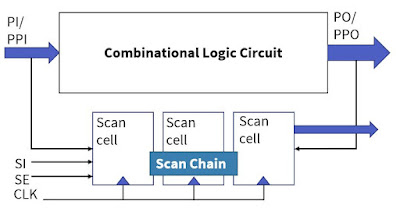 PI/
PPI
Combinational Logic Circuit
PO/
PPO
Scan
cell
Scan
cell
Scan
cell
Scan Chain
SI
SE
CLK